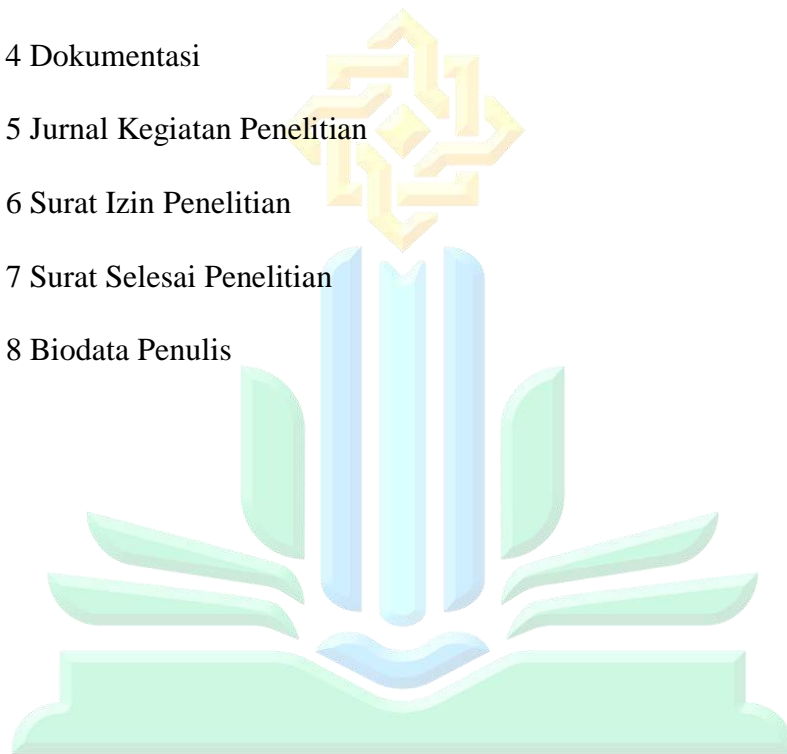 4 Dokumentasi
5 Jurnal Kegiatan Penelitian
6 Surat Izin Penelitian
7 Surat Selesai Penelitian
8 Biodata Penulis